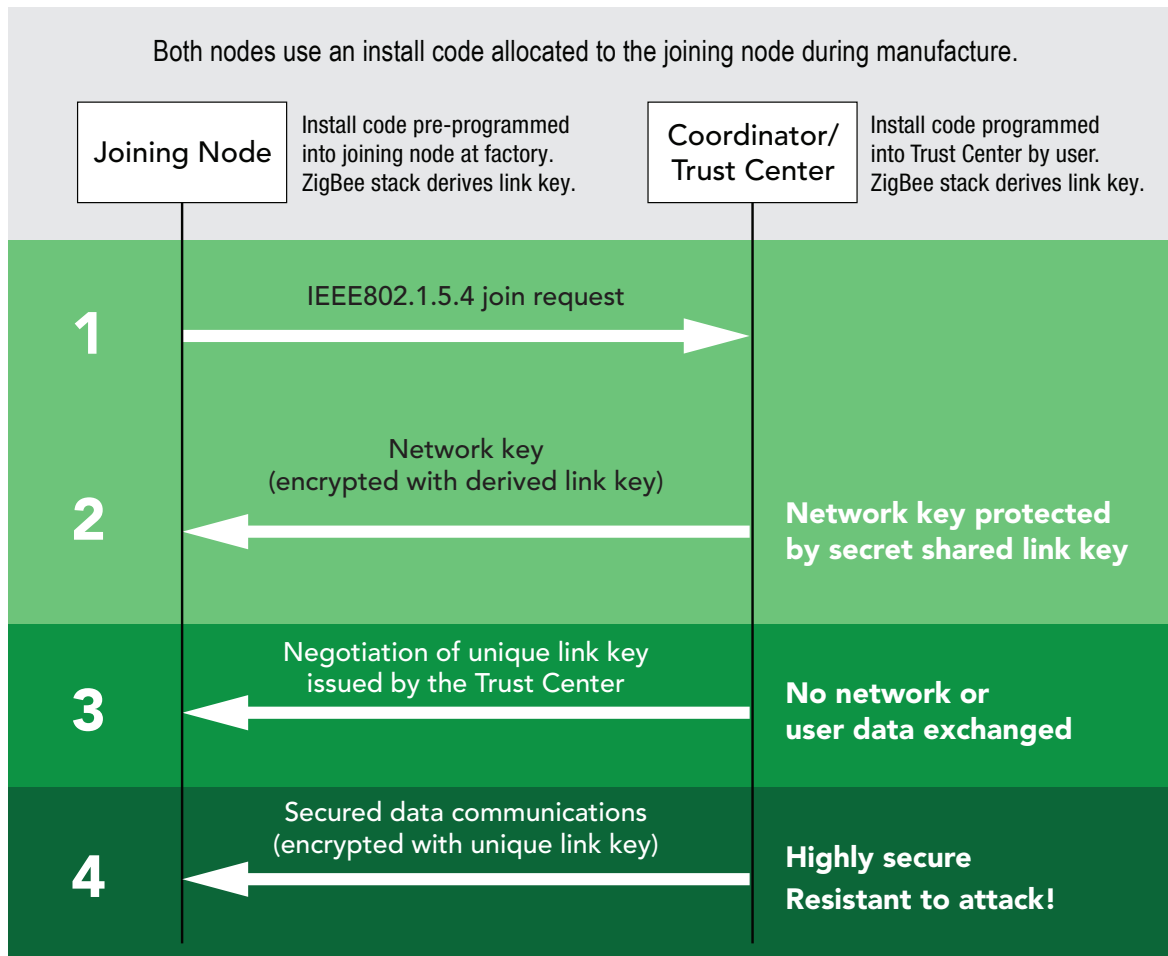 Both nodes use an install code allocated to the joining node during manufacture.
Joining Node
Install code pre-programmed
into joining node at factory.
ZigBee stack derives link key.
Coordinator/
Trust Center
Install code programmed
into Trust Center by user.
ZigBee stack derives link key.
1
IEEE802.1.5.4 join request
2
Network key
(encrypted with derived link key)
Network key protected
by secret shared link key
3
Negotiation of unique link key
issued by the Trust Center
No network or
user data exchanged
4
Secured data communications
(encrypted with unique link key)
Highly secure
Resistant to attack!